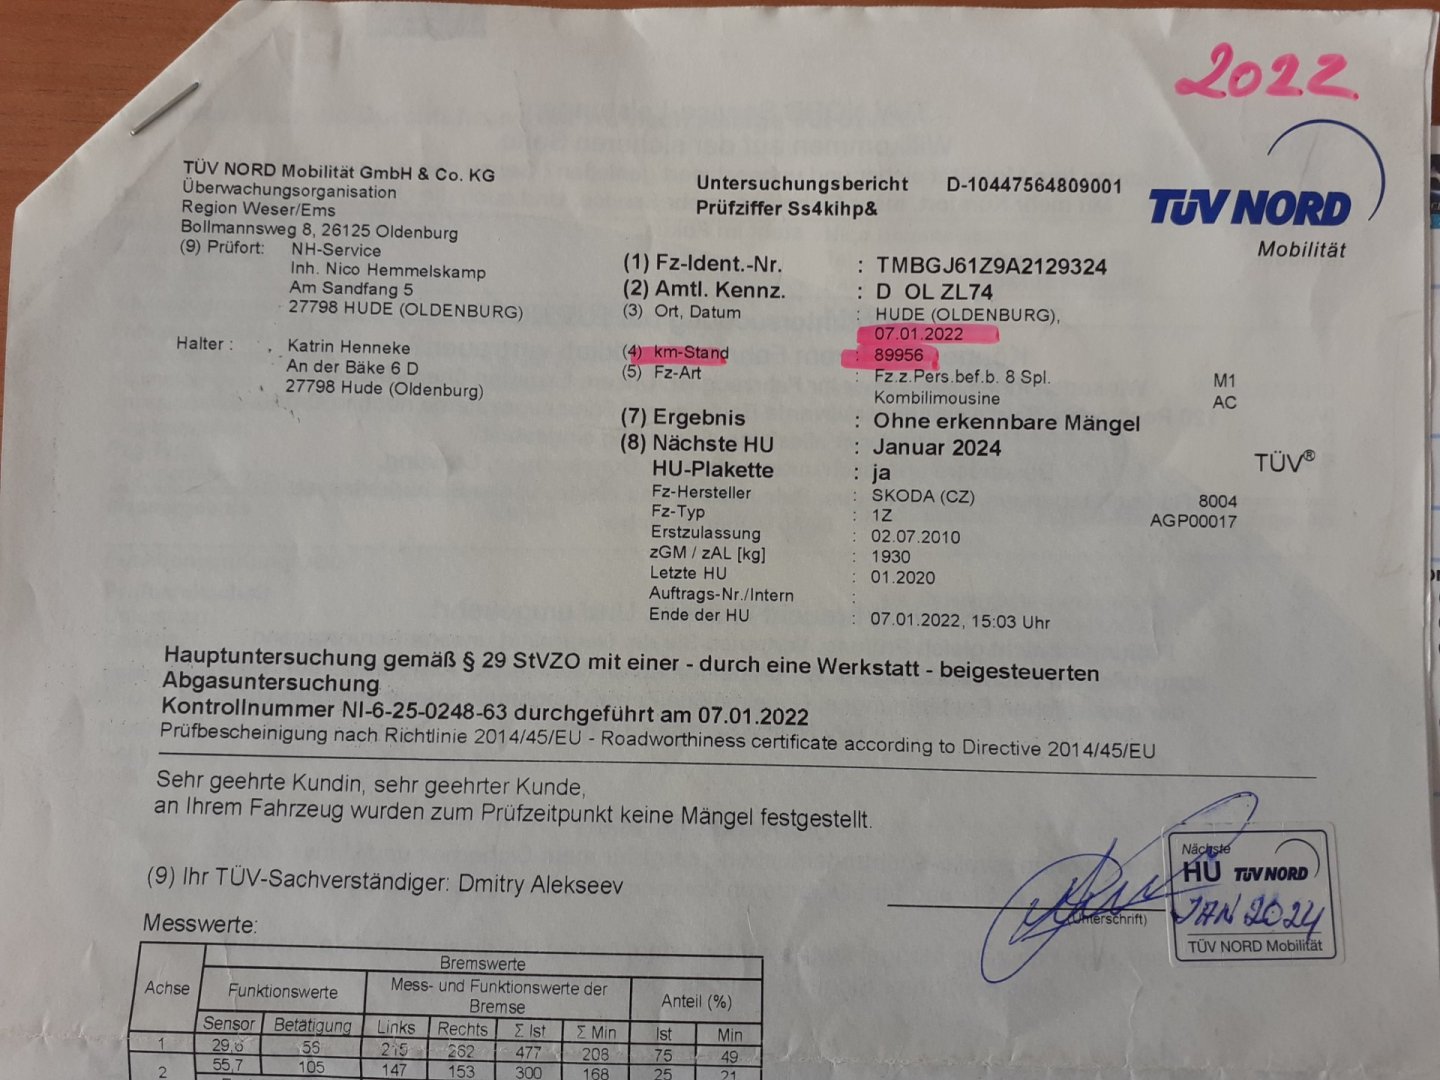 2022
TÜV NORD Mobilität GmbH & Co. KG
Überwachungsorganisation
Region Weser/Ems
Bollmannsweg 8, 26125 Oldenburg
(9) Prüfort: NH-Service
Inh. Nico Hemmelskamp
Am Sandfang 5
27798 HUDE (OLDENBURG)
Halter : Katrin Henneke
An der Bäke 6 D
27798 Hude (Oldenburg)
Untersuchungsbericht D-10447564809001
Prüfziffer Ss4kihp&
TÜV NORD
Mobilität
(1) Fz-Ident.-Nr. : TMBGJ61Z9A2129324
(2) Amtl. Kennz. : D OL ZL74
(3) Ort, Datum : HUDE (OLDENBURG),
07.01.2022
(4) km-Stand : 89956
(5) Fz-Art : Fz.z.Pers.bef.b. 8 Spl. M1
Kombilimousine AC
(7) Ergebnis : Ohne erkennbare Mängel
(8) Nächste HU : Januar 2024
HU-Plakette : ja
TÜV®
Fz-Hersteller : SKODA (CZ) 8004
Fz-Typ : 1Z AGP00017
Erstzulassung : 02.07.2010
zGM / zAL [kg] : 1930
Letzte HU : 01.2020
Auftrags-Nr./Intern :
Ende der HU : 07.01.2022, 15:03 Uhr
Hauptuntersuchung gemäß § 29 StVZO mit einer - durch eine Werkstatt - beigesteuerten
Abgasuntersuchung
Kontrollnummer NI-6-25-0248-63 durchgeführt am 07.01.2022
Prüfbescheinigung nach Richtlinie 2014/45/EU - Roadworthiness certificate according to Directive 2014/45/EU
Sehr geehrte Kundin, sehr geehrter Kunde,
an Ihrem Fahrzeug wurden zum Prüfzeitpunkt keine Mängel festgestellt.
(9) Ihr TÜV-Sachverständiger: Dmitry Alekseev
(Unterschrift)
Nächste
HU TÜV NORD
JAN 2024
TÜV NORD Mobilität
Messwerte:
Bremswerte
Achse Funktionswerte Mess- und Funktionswerte der Bremse Anteil (%)
Sensor Betätigung Links Rechts Σ Ist Σ Min Ist Min
1 29,8 56 215 262 477 208 75 49
2 55,7 105 147 153 300 168 25 21